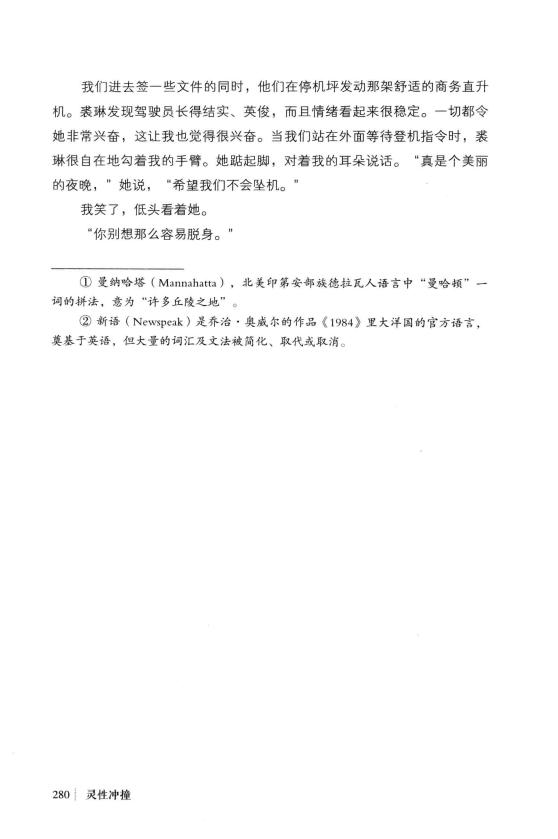 我们进去签一些文件的同时，他们在停机坪发动那架舒适的商务直升
机。裘琳发现驾驶员长得结实、英俊，而且情绪看起来很稳定。一切都令
她非常兴奋，这让我也觉得很兴奋。当我们站在外面等待登机指令时，裘
琳很自在地勾着我的手臂。她踮起脚，对着我的耳朵说话。“真是个美丽
的夜晚，”她说，“希望我们不会坠机。”
我笑了，低头看着她。
“你别想那么容易脱身。”
① 曼纳哈塔（Mannahatta），北美印第安部族德拉瓦人语言中“曼哈顿”一
词的拼法，意为“许多丘陵之地”。
② 新语（Newspeak）是乔治·奥威尔的作品《1984》里大洋国的官方语言，
奠基于英语，但大量的词汇及文法被简化、取代或取消。
280 灵性冲撞